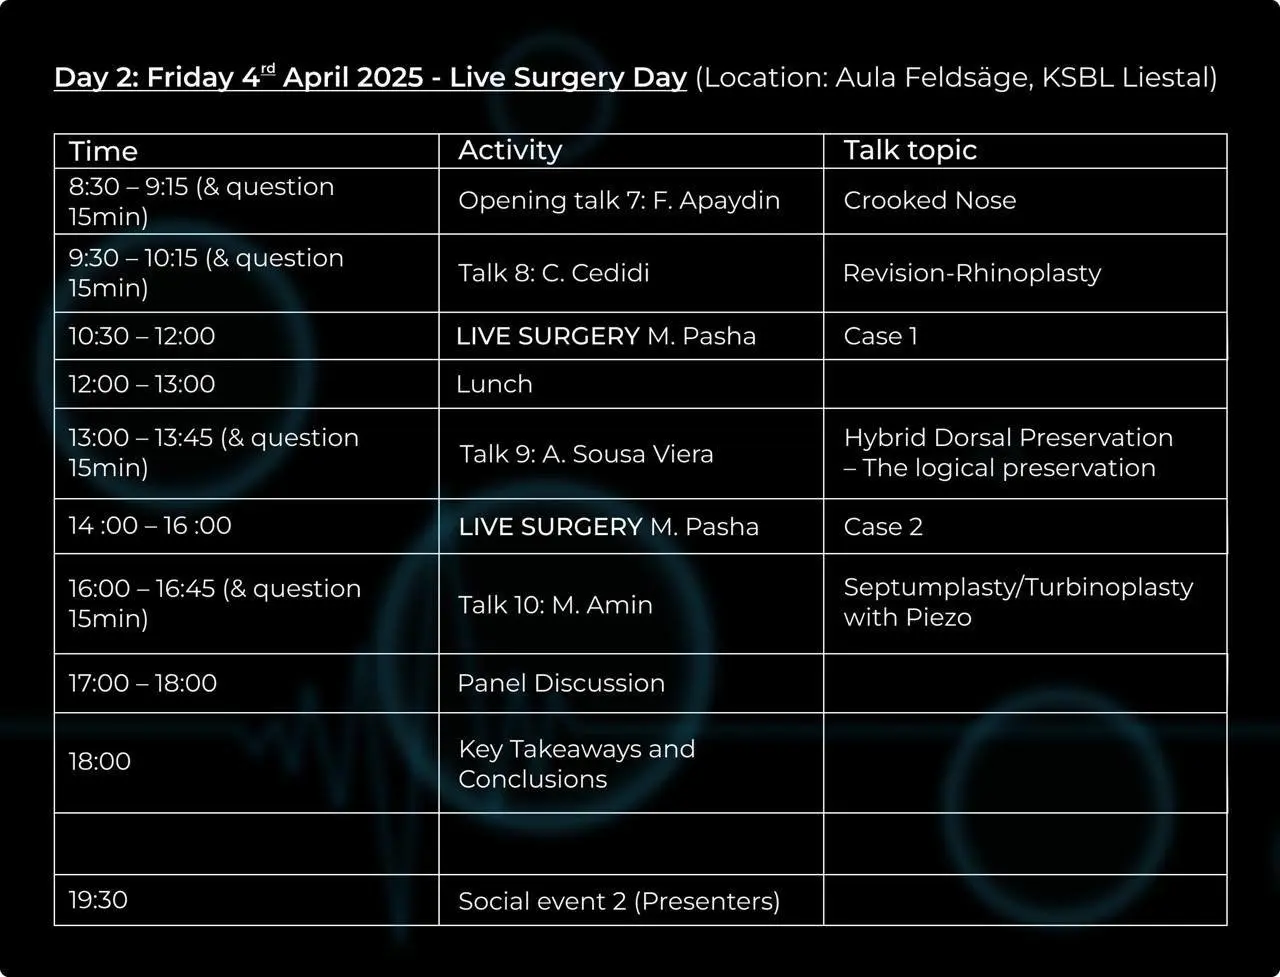 Day 2: Friday 4rd April 2025 - Live Surgery Day (Location: Aula Feldsäge, KSBL Liestal)
Time Activity Talk topic
8:30 – 9:15 (& question
15min)
Opening talk 7: F. Apaydin
Crooked Nose
9:30 – 10:15 (& question
15min)
Talk 8: C. Cedidi
Revision-Rhinoplasty
10:30 – 12:00
LIVE SURGERY M. Pasha
Case 1
12:00 – 13:00
Lunch
13:00 – 13:45 (& question
15min)
Talk 9: A. Sousa Viera
Hybrid Dorsal Preservation
– The logical preservation
14 :00 – 16 :00
LIVE SURGERY M. Pasha
Case 2
16:00 – 16:45 (& question
15min)
Talk 10: M. Amin
Septumplasty/Turbinoplasty
with Piezo
17:00 – 18:00
Panel Discussion
18:00
Key Takeaways and
Conclusions
19:30
Social event 2 (Presenters)